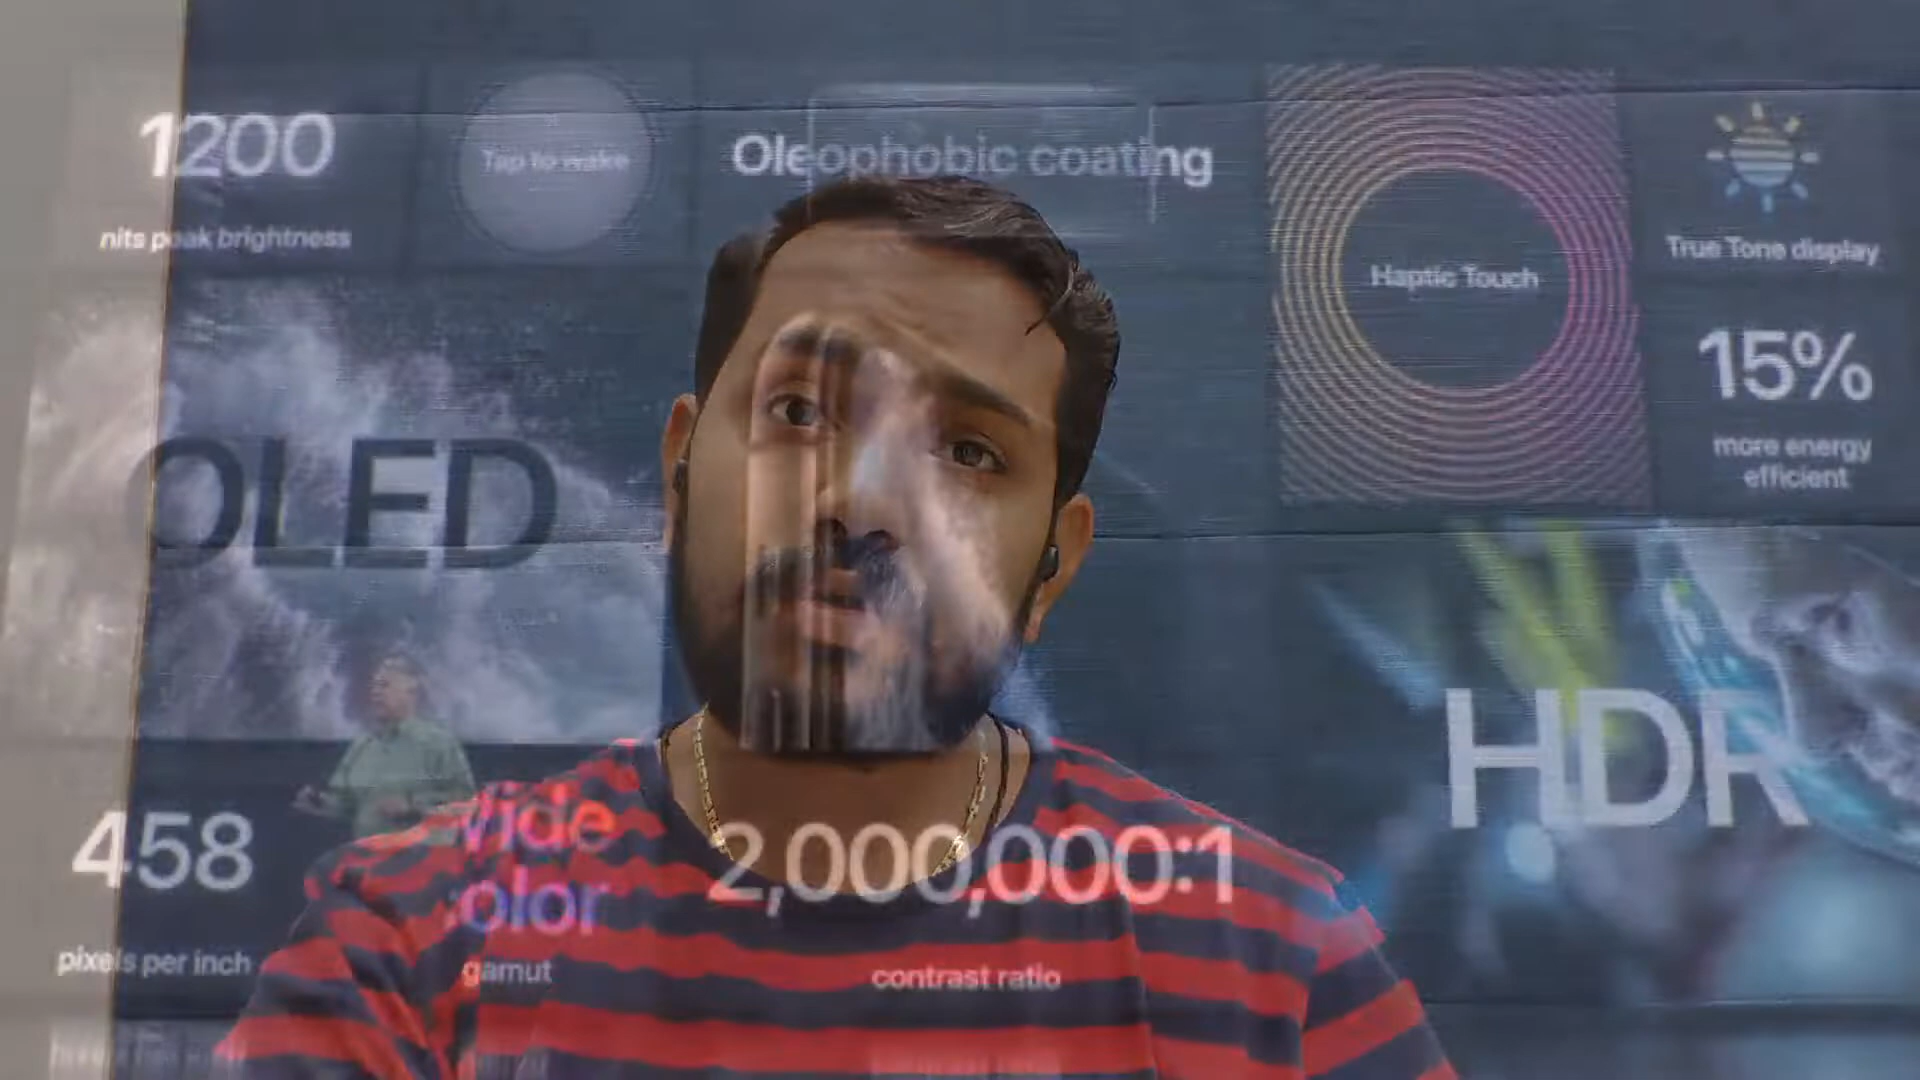 1200
nits peak brightness
Tap to wake
Oleophobic coating
Haptic Touch
True Tone display
15%
more energy
efficient
OLED
HDR
458
pixels per inch
Wide
Color
gamut
2,000,000:1
contrast ratio